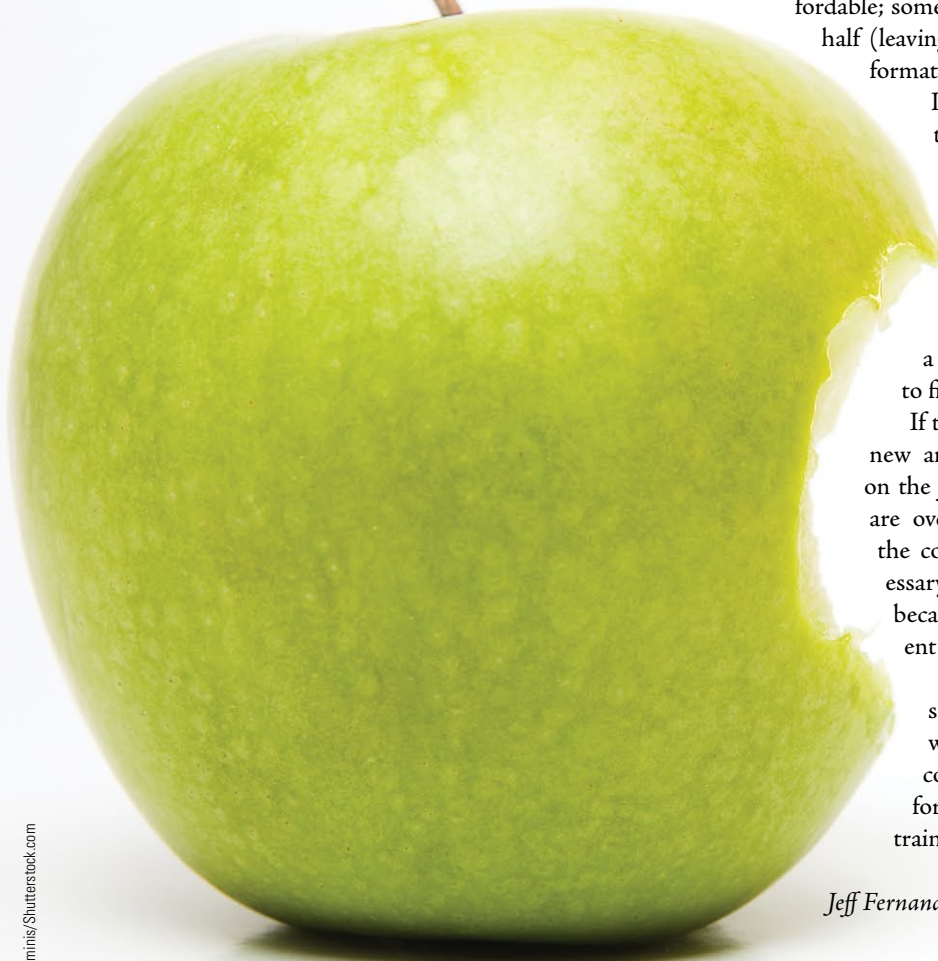 fordable; some
half (leaving
format
a
to fi
If t
new ar
on the
are ove
the co
essary
beca
ent
s
w
co
for
train
Jeff Fernand
minis/Shutterstock.com